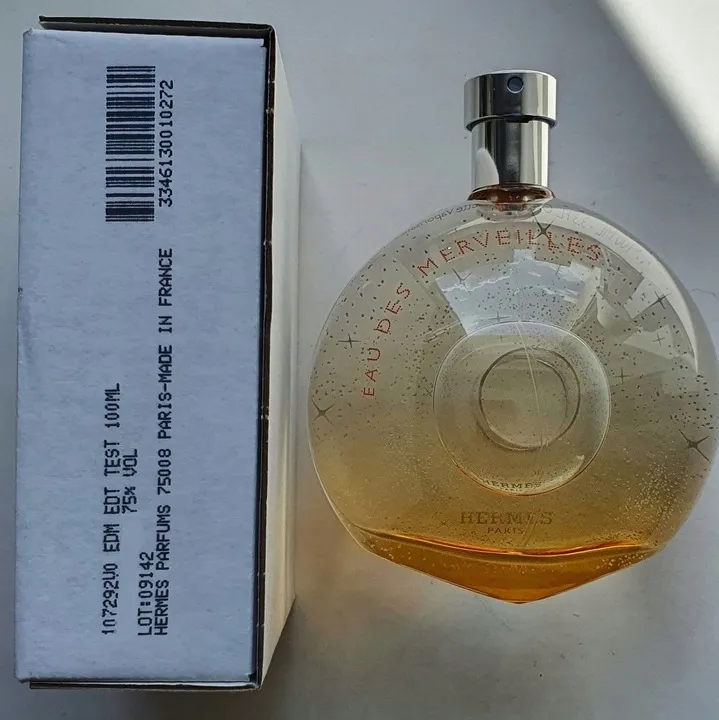 3346130010272
107292V0 EDM EDT TEST 100ML
75% VOL
LOT:09142
HERMES PARFUMS 75008 PARIS-MADE IN FRANCE
EAU DES MERVEILLES
HERMES
HERMES
PARIS